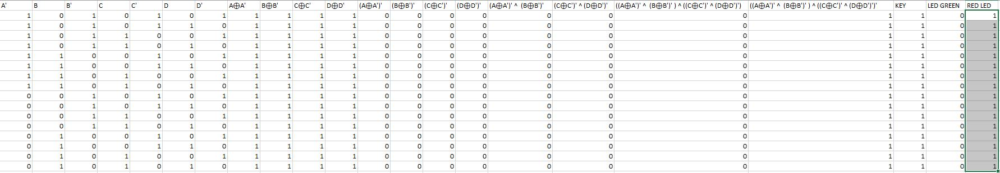 A' B B' C C' D D' A⨁A' B⨁B' C⨁C' D⨁D' (A⨁A')' (B⨁B')' (C⨁C')' (D⨁D')' (A⨁A')' ^ (B⨁B')' (C⨁C')' ^ (D⨁D')' ((A⨁A')' ^ (B⨁B')' ) ^ ((C⨁C')' ^ (D⨁D')') ((A⨁A')' ^ (B⨁B')' ) ^ ((C⨁C')' ^ (D⨁D')')' KEY LED GREEN RED LED
1 0 1 0 1 0 1 1 1 1 1 0 0 0 0 0 0 0 1 1 0 1
1 0 1 0 1 1 0 1 1 1 1 0 0 0 0 0 0 0 1 1 0 1
1 0 1 1 0 0 1 1 1 1 1 0 0 0 0 0 0 0 1 1 0 1
1 0 1 1 0 1 0 1 1 1 1 0 0 0 0 0 0 0 1 1 0 1
1 1 0 0 1 0 1 1 1 1 1 0 0 0 0 0 0 0 1 1 0 1
1 1 0 0 1 1 0 1 1 1 1 0 0 0 0 0 0 0 1 1 0 1
1 1 0 1 0 0 1 1 1 1 1 0 0 0 0 0 0 0 1 1 0 1
1 1 0 1 0 1 0 1 1 1 1 0 0 0 0 0 0 0 1 1 0 1
0 0 1 0 1 0 1 1 1 1 1 0 0 0 0 0 0 0 1 1 0 1
0 0 1 0 1 1 0 1 1 1 1 0 0 0 0 0 0 0 1 1 0 1
0 0 1 1 0 0 1 1 1 1 1 0 0 0 0 0 0 0 1 1 0 1
0 0 1 1 0 1 0 1 1 1 1 0 0 0 0 0 0 0 1 1 0 1
0 1 0 0 1 0 1 1 1 1 1 0 0 0 0 0 0 0 1 1 0 1
0 1 0 0 1 1 0 1 1 1 1 0 0 0 0 0 0 0 1 1 0 1
0 1 0 1 0 0 1 1 1 1 1 0 0 0 0 0 0 0 1 1 0 1
0 1 0 1 0 1 0 1 1 1 1 0 0 0 0 0 0 0 1 1 0 1